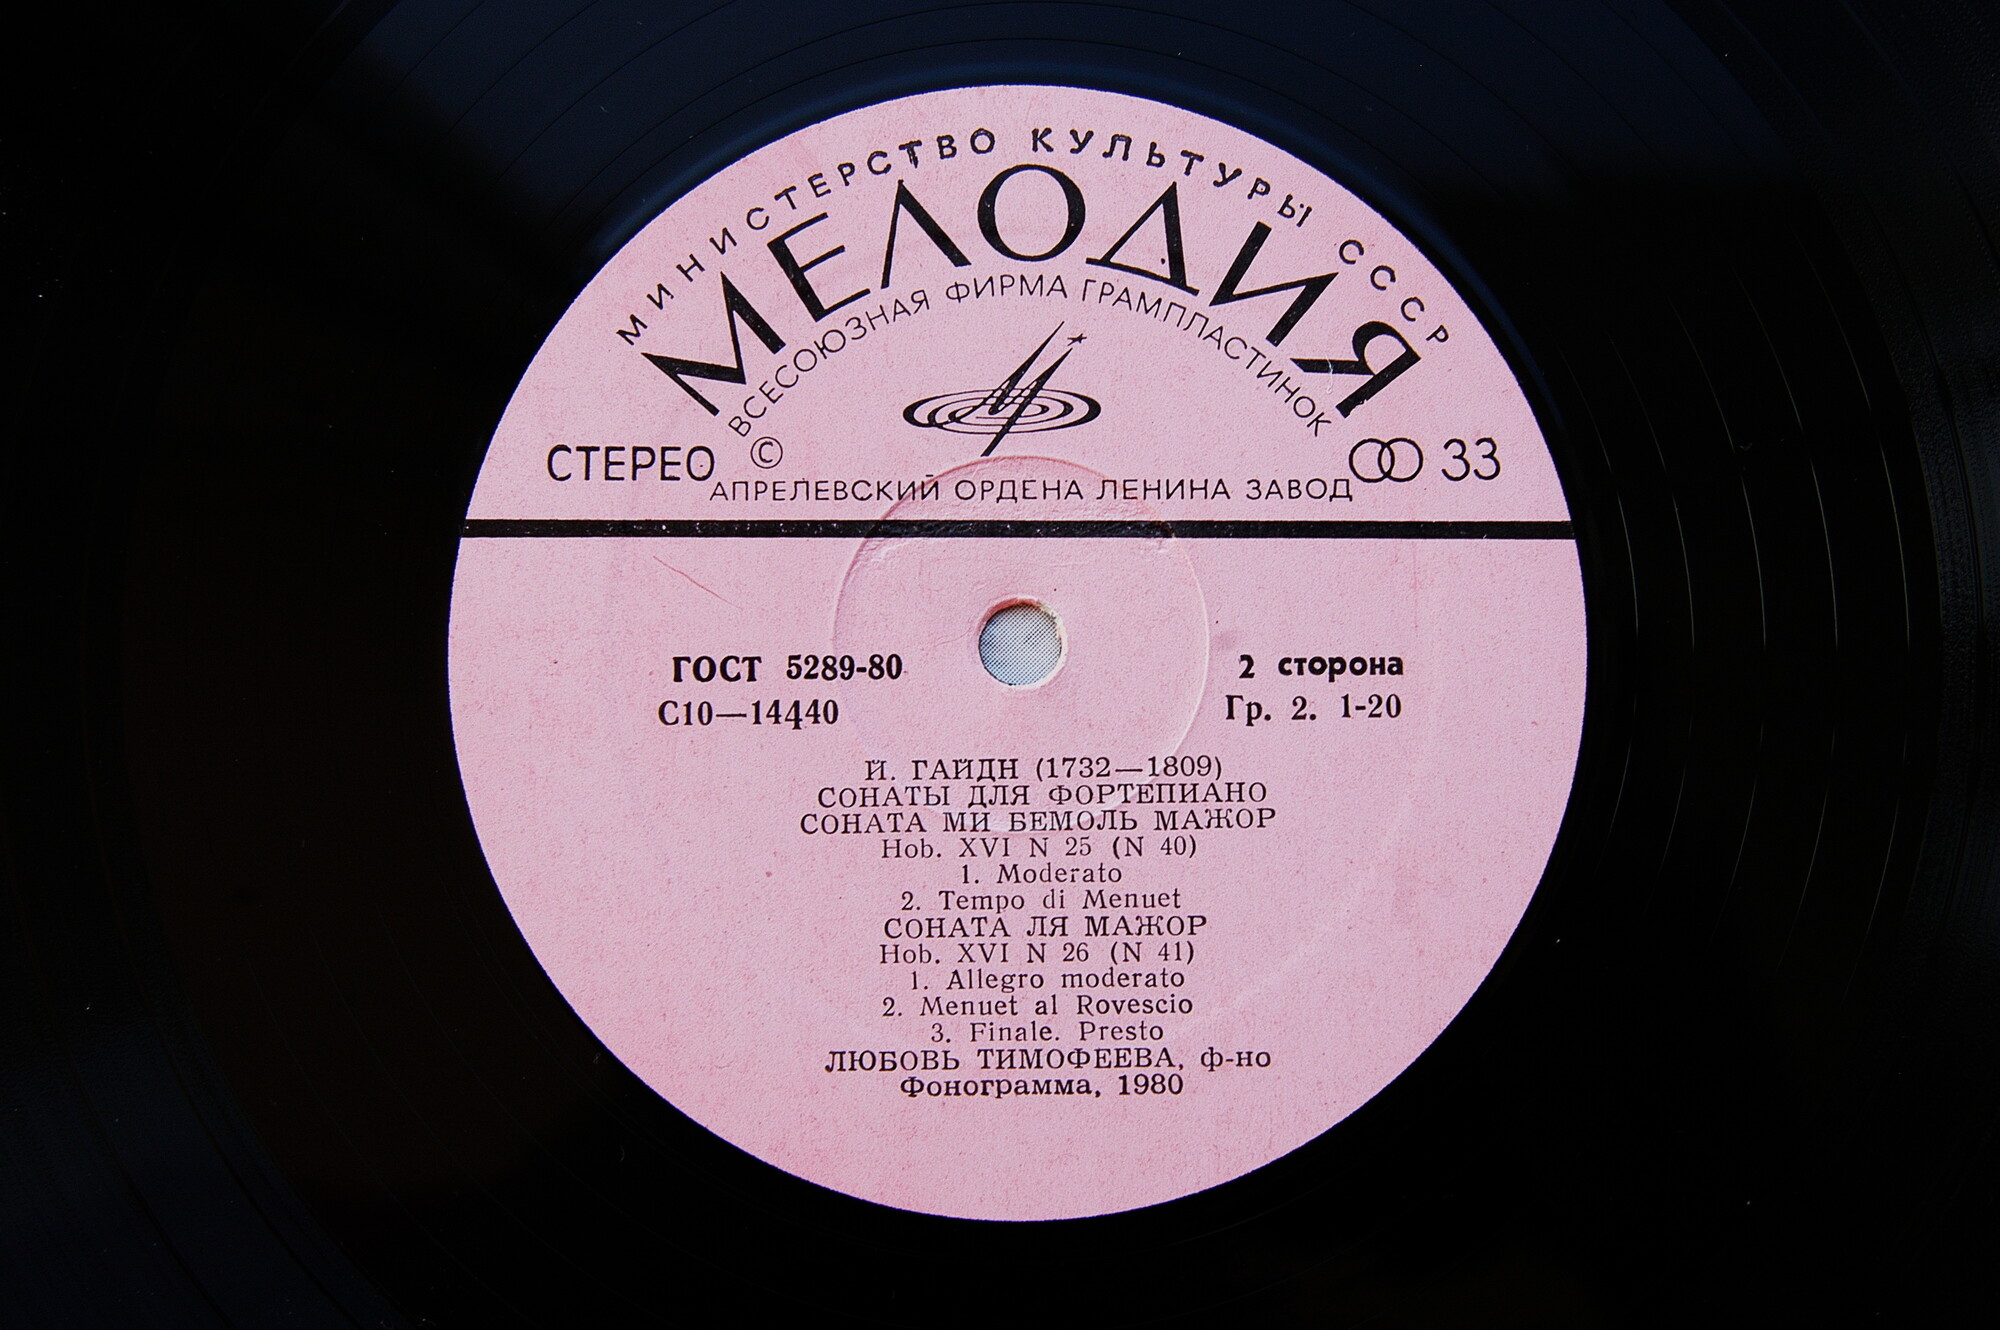 МИНИСТЕРСТВО КУЛЬТУРЫ СССР
МЕЛОДИЯ
ВСЕСОЮЗНАЯ ФИРМА ГРАМПЛАСТИНОК
СТЕРЕО © 33
АПРЕЛЕВСКИЙ ОРДЕНА ЛЕНИНА ЗАВОД
ГОСТ 5289-80
С10—14440
2 сторона
Гр. 2. 1-20
Й. ГАЙДН (1732—1809)
СОНАТЫ ДЛЯ ФОРТЕПИАНО
СОНАТА МИ БЕМОЛЬ МАЖОР
Hob. XVI N 25 (N 40)
1. Moderato
2. Tempo di Menuet
СОНАТА ЛЯ МАЖОР
Hob. XVI N 26 (N 41)
1. Allegro moderato
2. Menuet al Rovescio
3. Finale. Presto
ЛЮБОВЬ ТИМОФЕЕВА, ф-но
Фонограмма, 1980